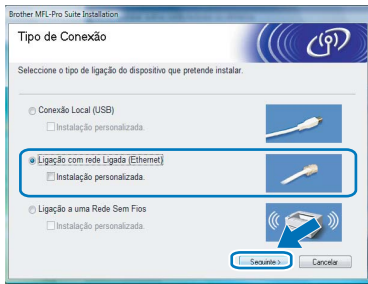 Brother MFL-Pro Suite Installation
Tipo de Conexão
Seleccione o tipo de ligação do dispositivo que pretende instalar.
Conexão Local (USB)
Instalação personalizada.
Ligação com rede Ligada (Ethernet)
Instalação personalizada.
Ligação a uma Rede Sem Fios
Instalação personalizada.
Seguinte >
Cancelar